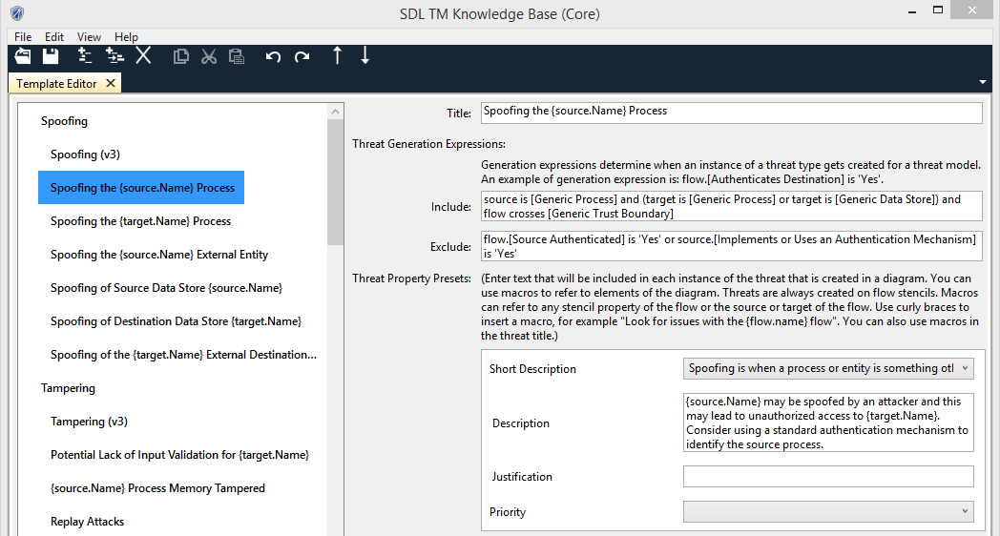 SDL TM Knowledge Base (Core)
File Edit View Help
Template Editor
Spoofing
Spoofing (v3)
Spoofing the {source.Name} Process
Spoofing the {target.Name} Process
Spoofing the {source.Name} External Entity
Spoofing of Source Data Store {source.Name}
Spoofing of Destination Data Store {target.Name}
Spoofing of the {target.Name} External Destination...
Tampering
Tampering (v3)
Potential Lack of Input Validation for {target.Name}
{source.Name} Process Memory Tampered
Replay Attacks
Title: Spoofing the {source.Name} Process
Threat Generation Expressions:
Generation expressions determine when an instance of a threat type gets created for a threat model.
An example of generation expression is: flow.[Authenticates Destination] is 'Yes'.
Include:
source is [Generic Process] and (target is [Generic Process] or target is [Generic Data Store]) and
flow crosses [Generic Trust Boundary]
Exclude:
flow.[Source Authenticated] is 'Yes' or source.[Implements or Uses an Authentication Mechanism]
is 'Yes'
Threat Property Presets:
(Enter text that will be included in each instance of the threat that is created in a diagram. You can
use macros to refer to elements of the diagram. Threats are always created on flow stencils. Macros
can refer to any stencil property of the flow or the source or target of the flow. Use curly braces to
insert a macro, for example "Look for issues with the {flow.name} flow". You can also use macros in
the threat title.)
Short Description
Spoofing is when a process or entity is something otl
Description
{source.Name} may be spoofed by an attacker and this
may lead to unauthorized access to {target.Name}.
Consider using a standard authentication mechanism to
identify the source process.
Justification
Priority